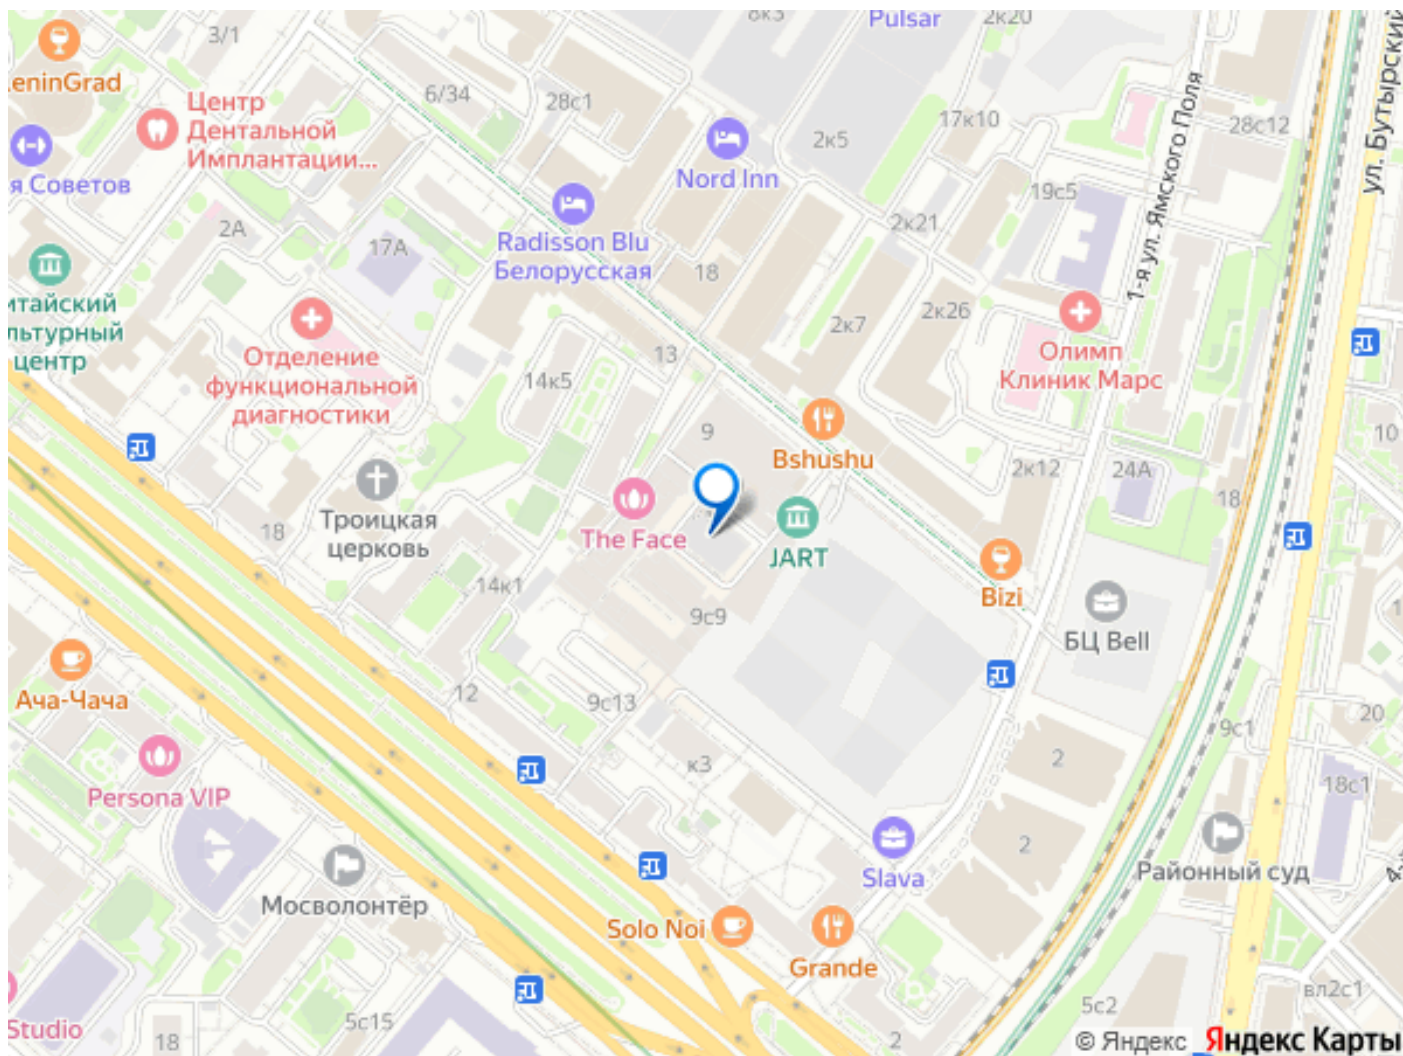 8к3
Pulsar
2к20
3/1
eninGrad
6/34
28с1
Центр
Дентальной
Имплантации...
2к5
17к10
28с12
ул. Бутырский
1-я ул. Ямского Поля
Nord Inn
я Советов
19с5
2А
17А
Radisson Blu
Белорусская
18
2к21
итайский
льтурный
центр
2к7
2к26
Отделение
функциональной
диагностики
13
14к5
Олимп
Клиник Марс
9
10
Bshushu
2к12
24А
18
18
Троицкая
церковь
The Face
JART
14к1
Bizi
9с9
БЦ Bell
Ача-Чача
12
9с13
9с1
20
к3
2
Persona VIP
18с1
2
Районный суд
Slava
Мосволонтёр
Solo Noi
Grande
вл2с1
5с2
Studio
18
5с15
2
© Яндекс
Яндекс Карты